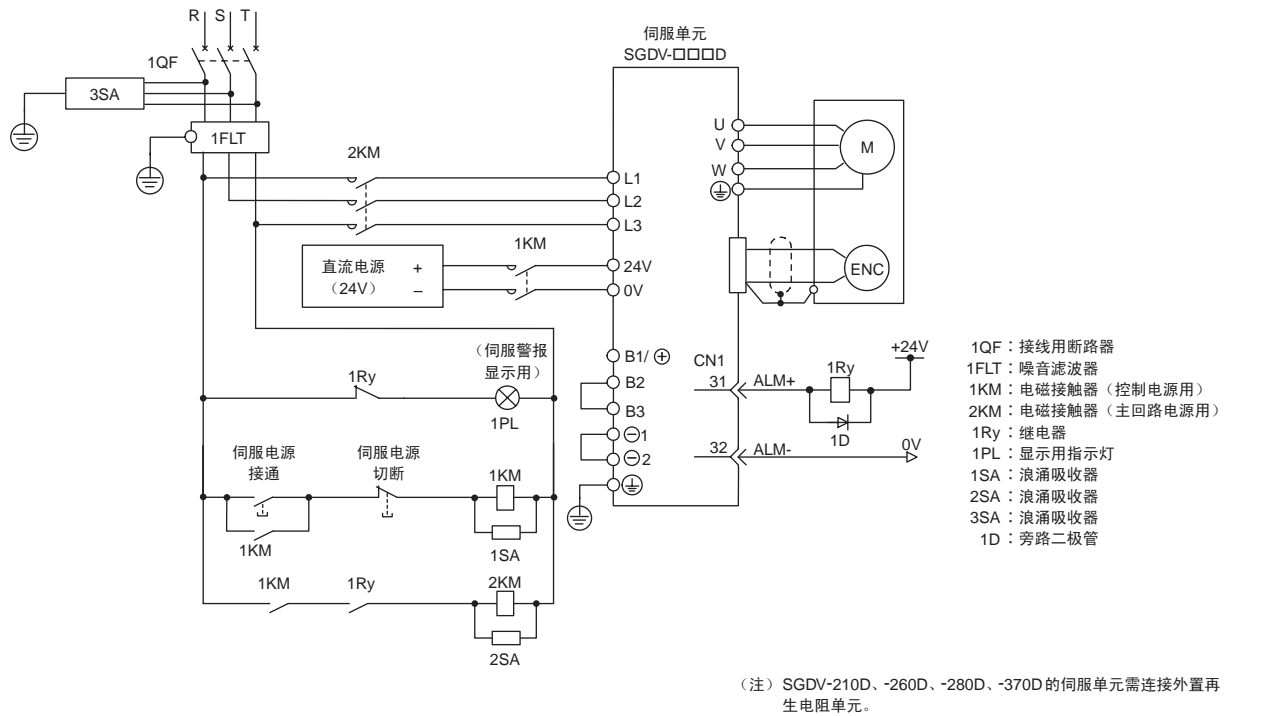 R S T
1QF
3SA
1FLT
2KM
伺服单元
SGDV-□□□D
U
V
W
M
L1
L2
L3
1KM
直流电源
(24V)
+
–
24V
0V
ENC
B1/⊕
B2
B3
⊖1
⊖2
CN1
31
ALM+
1Ry
+24V
1D
32
ALM-
0V
(伺服警报
显示用)
1Ry
1PL
伺服电源
接通
伺服电源
切断
1KM
1KM
1SA
1KM
1Ry
2KM
2SA
1QF:接线用断路器
1FLT:噪音滤波器
1KM:电磁接触器(控制电源用)
2KM:电磁接触器(主回路电源用)
1Ry:继电器
1PL:显示用指示灯
1SA:浪涌吸收器
2SA:浪涌吸收器
3SA:浪涌吸收器
1D:旁路二极管
(注) SGDV-210D、-260D、-280D、-370D的伺服单元需连接外置再
生电阻单元。